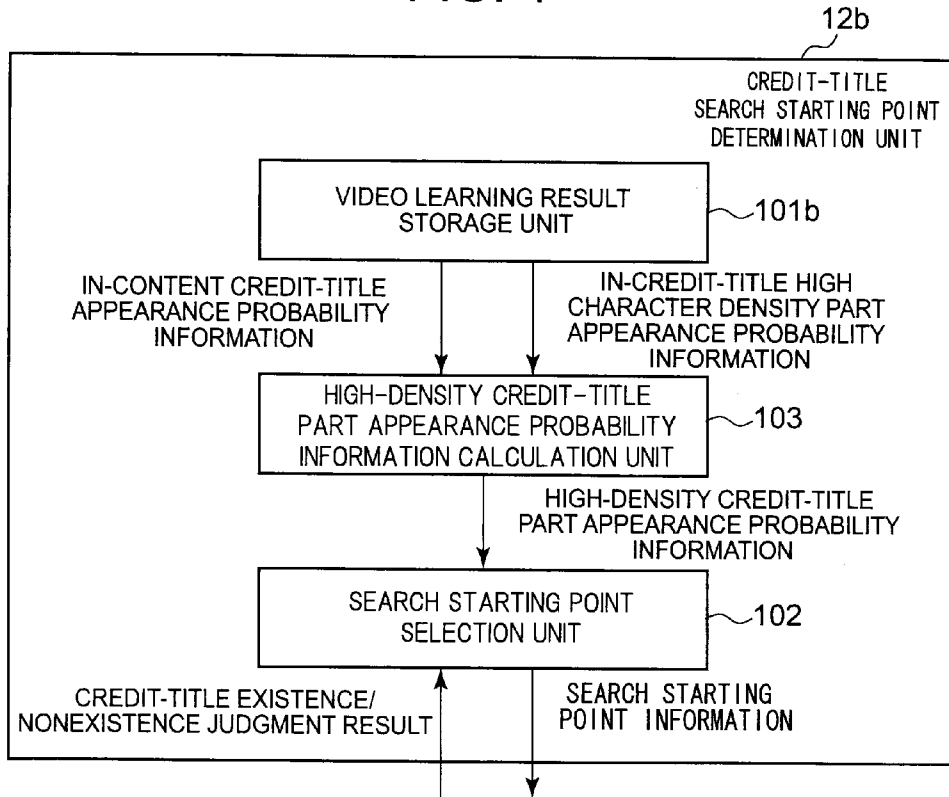 12b
CREDIT-TITLE
SEARCH STARTING POINT
DETERMINATION UNIT
VIDEO LEARNING RESULT
STORAGE UNIT
101b
IN-CONTENT CREDIT-TITLE
APPEARANCE PROBABILITY
INFORMATION
IN-CREDIT-TITLE HIGH
CHARACTER DENSITY PART
APPEARANCE PROBABILITY
INFORMATION
HIGH-DENSITY CREDIT-TITLE
PART APPEARANCE PROBABILITY
INFORMATION CALCULATION UNIT
103
HIGH-DENSITY CREDIT-TITLE
PART APPEARANCE PROBABILITY
INFORMATION
SEARCH STARTING POINT
SELECTION UNIT
102
CREDIT-TITLE EXISTENCE/
NONEXISTENCE JUDGMENT RESULT
SEARCH STARTING
POINT INFORMATION